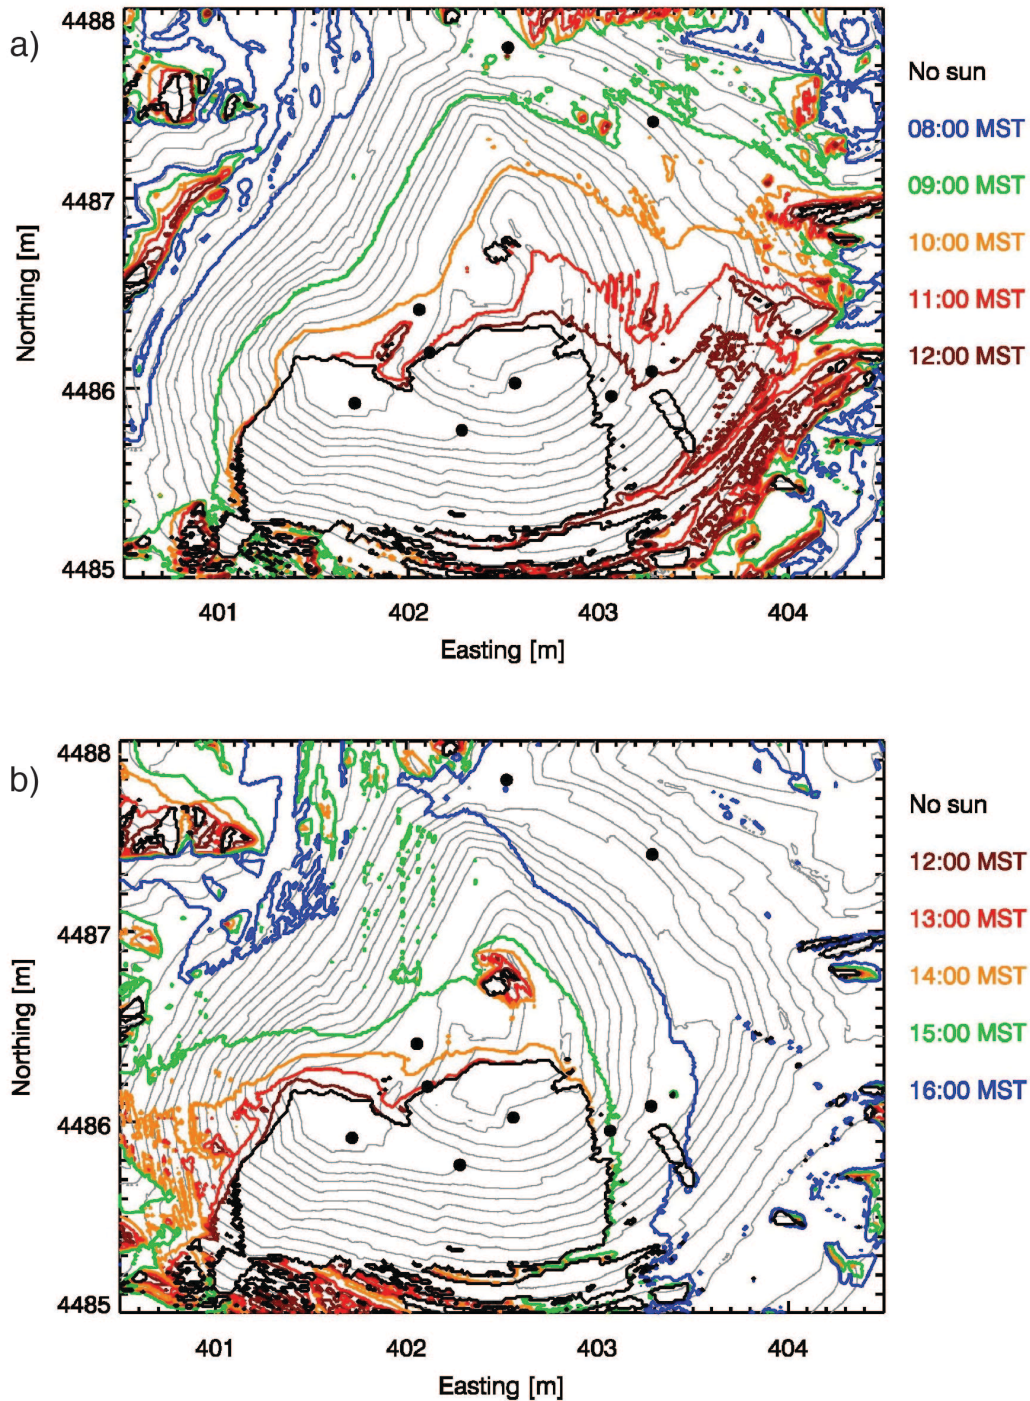 a)
4488
4487
4486
4485
Northing [m]
401 402 403 404
Easting [m]
No sun
08:00 MST
09:00 MST
10:00 MST
11:00 MST
12:00 MST
b)
4488
4487
4486
4485
Northing [m]
401 402 403 404
Easting [m]
No sun
12:00 MST
13:00 MST
14:00 MST
15:00 MST
16:00 MST